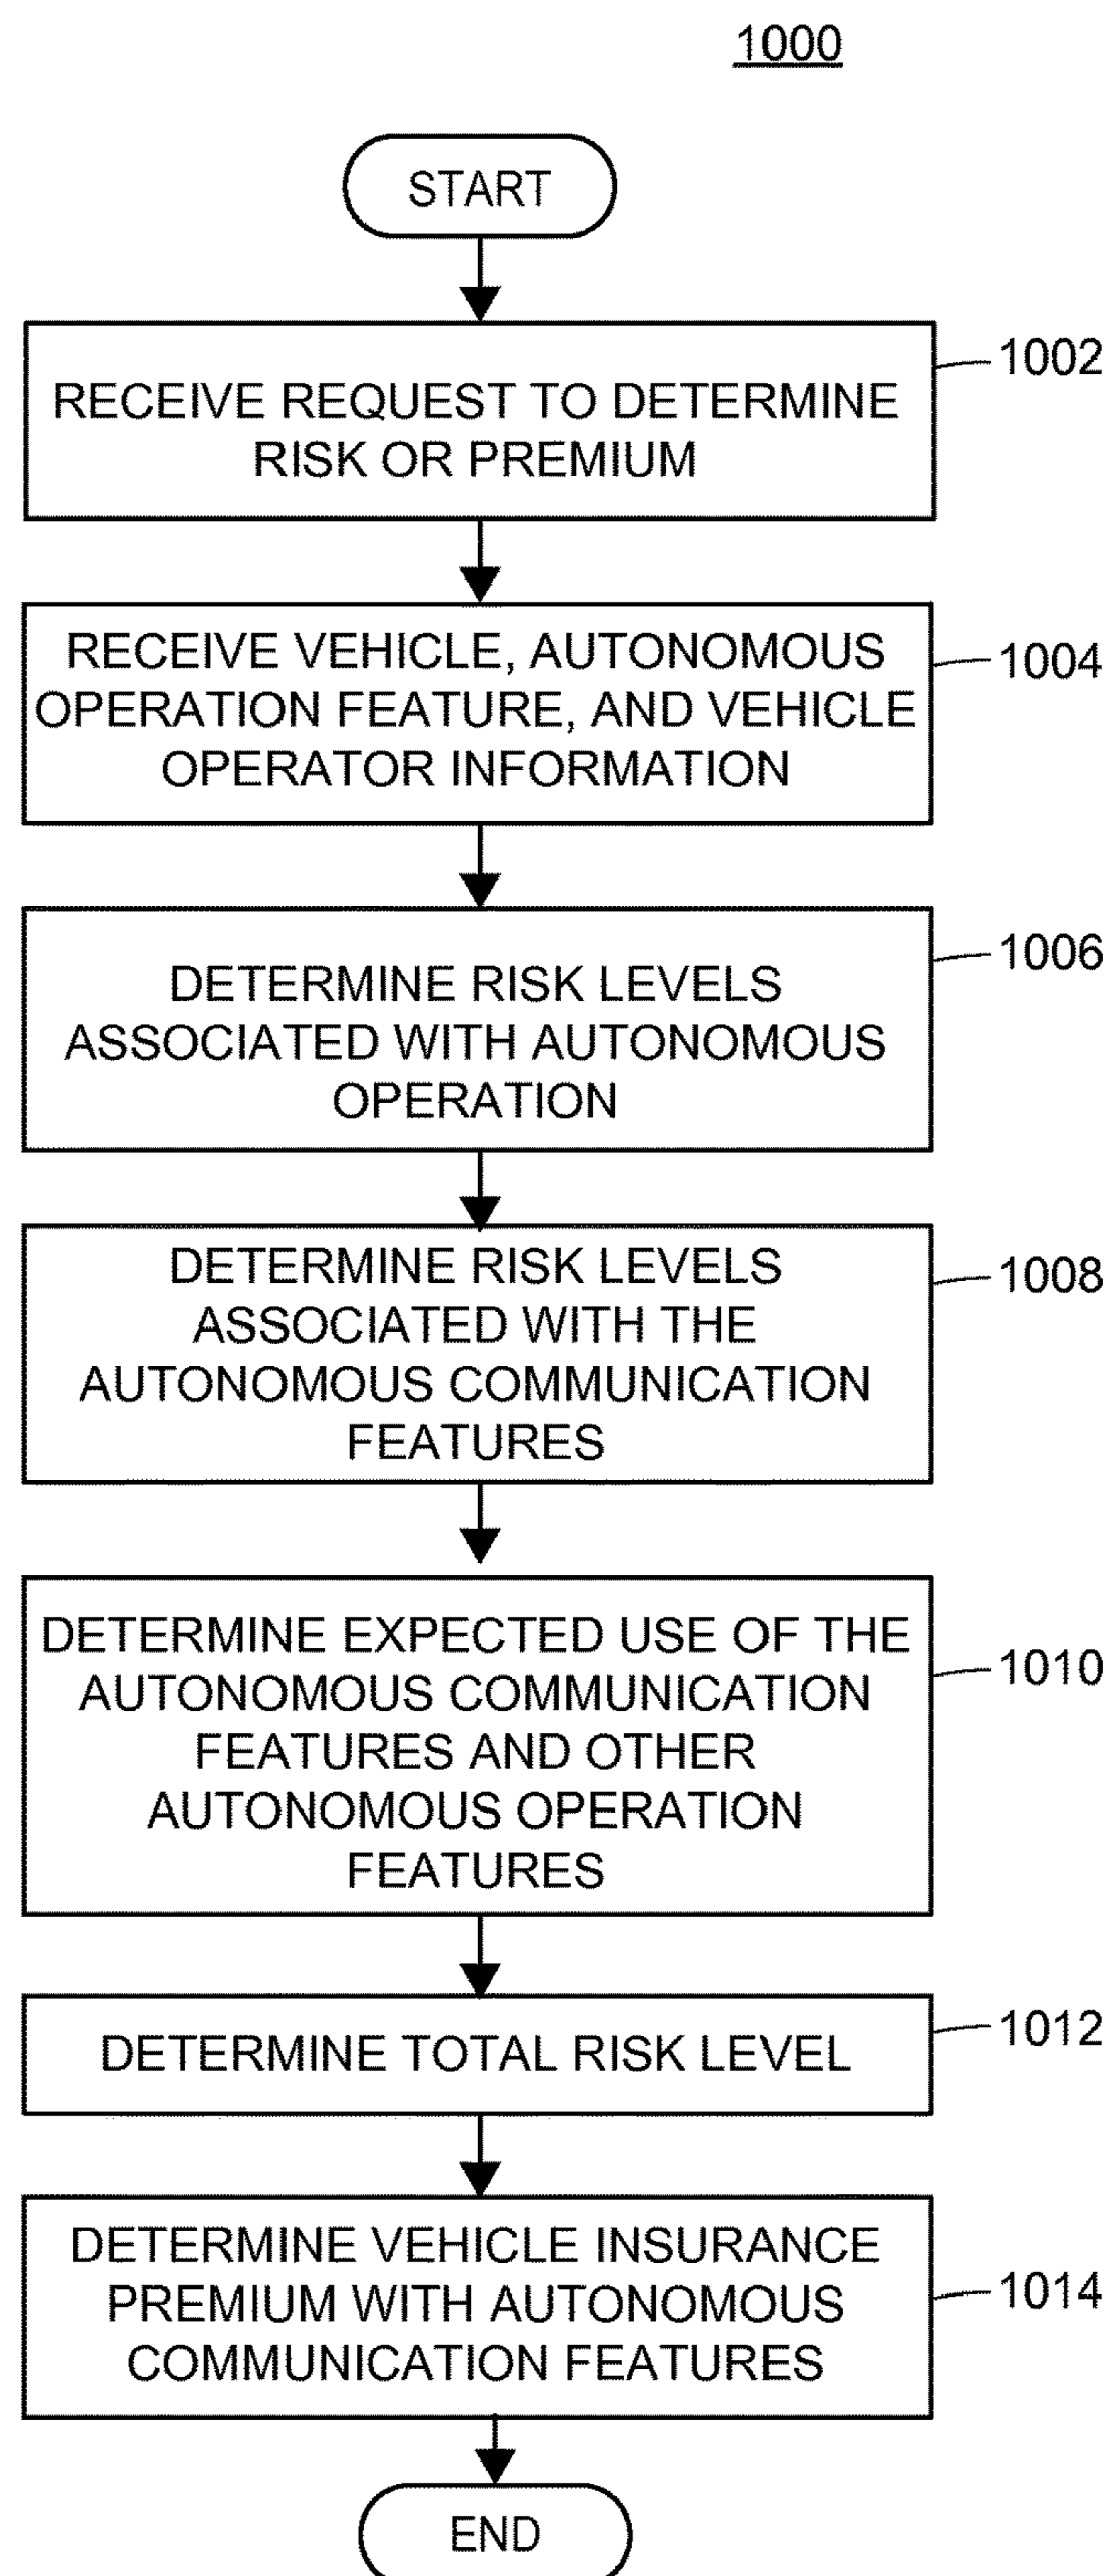 1000
START
RECEIVE REQUEST TO DETERMINE
RISK OR PREMIUM
1002
RECEIVE VEHICLE, AUTONOMOUS
OPERATION FEATURE, AND VEHICLE
OPERATOR INFORMATION
1004
DETERMINE RISK LEVELS
ASSOCIATED WITH AUTONOMOUS
OPERATION
1006
DETERMINE RISK LEVELS
ASSOCIATED WITH THE
AUTONOMOUS COMMUNICATION
FEATURES
1008
DETERMINE EXPECTED USE OF THE
AUTONOMOUS COMMUNICATION
FEATURES AND OTHER
AUTONOMOUS OPERATION
FEATURES
1010
DETERMINE TOTAL RISK LEVEL
1012
DETERMINE VEHICLE INSURANCE
PREMIUM WITH AUTONOMOUS
COMMUNICATION FEATURES
1014
END